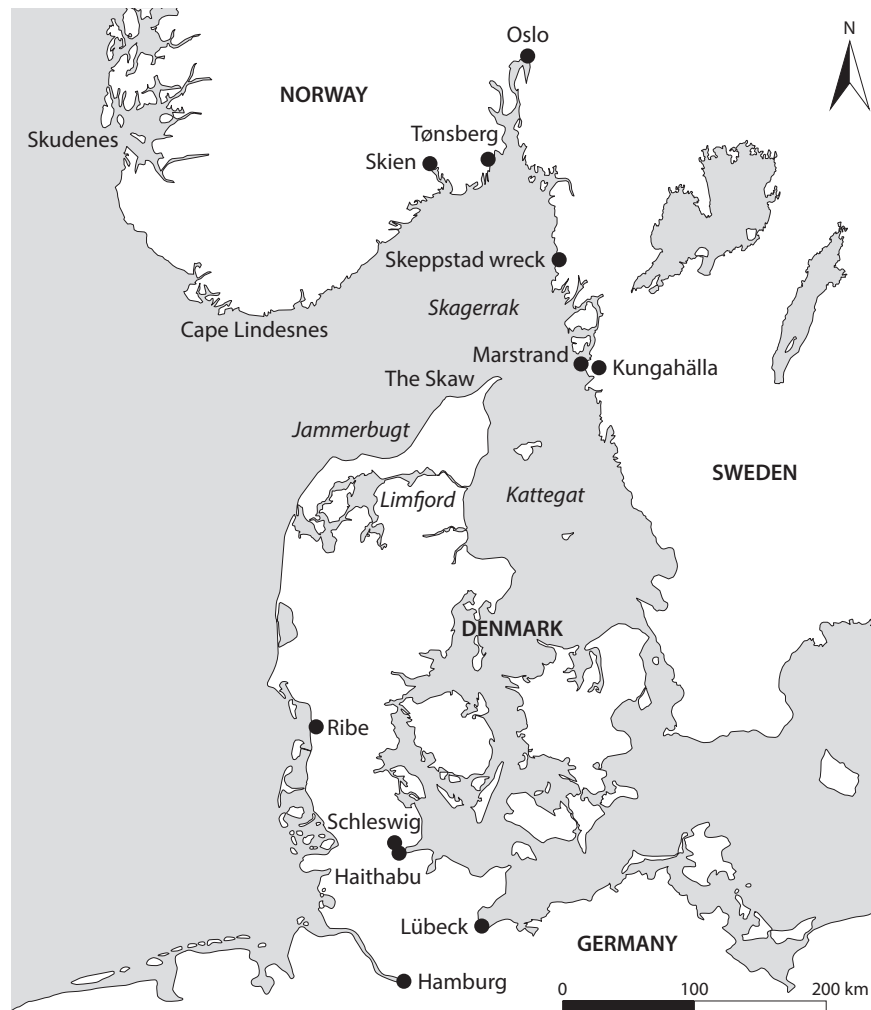 Oslo
N
NORWAY
Tønsberg
Skudenes
Skien
Skeppstad wreck
Skagerrak
Cape Lindesnes
Marstrand
Kungahälla
The Skaw
Jammerbugt
SWEDEN
Limfjord
Kattegat
DENMARK
Ribe
Schleswig
Haithabu
Lübeck
GERMANY
Hamburg
0 100 200 km